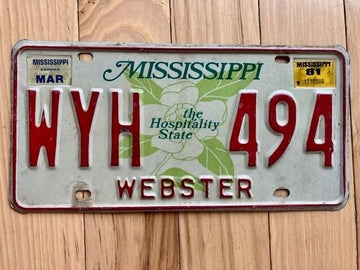 MISSISSIPPI
MAR
MISSISSIPPI
81
MISSISSIPPI
WYH 494
the
Hospitality
State
WEBSTER